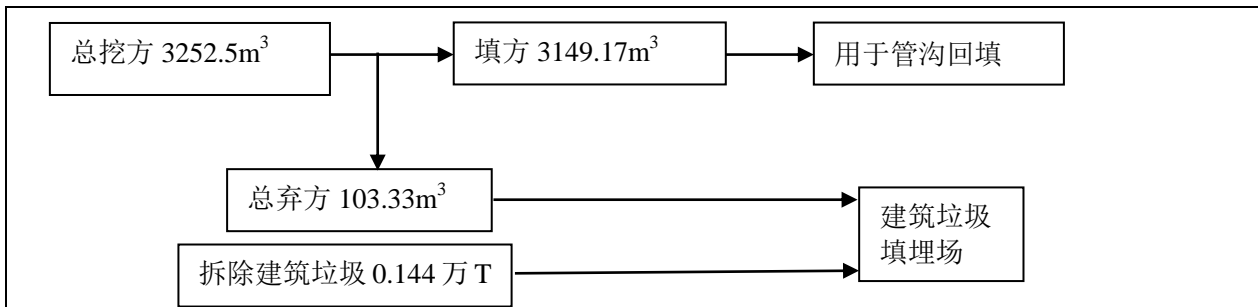 总挖方 3252.5m³
填方 3149.17m³
用于管沟回填
总弃方 103.33m³
建筑垃圾
填埋场
拆除建筑垃圾 0.144 万 T